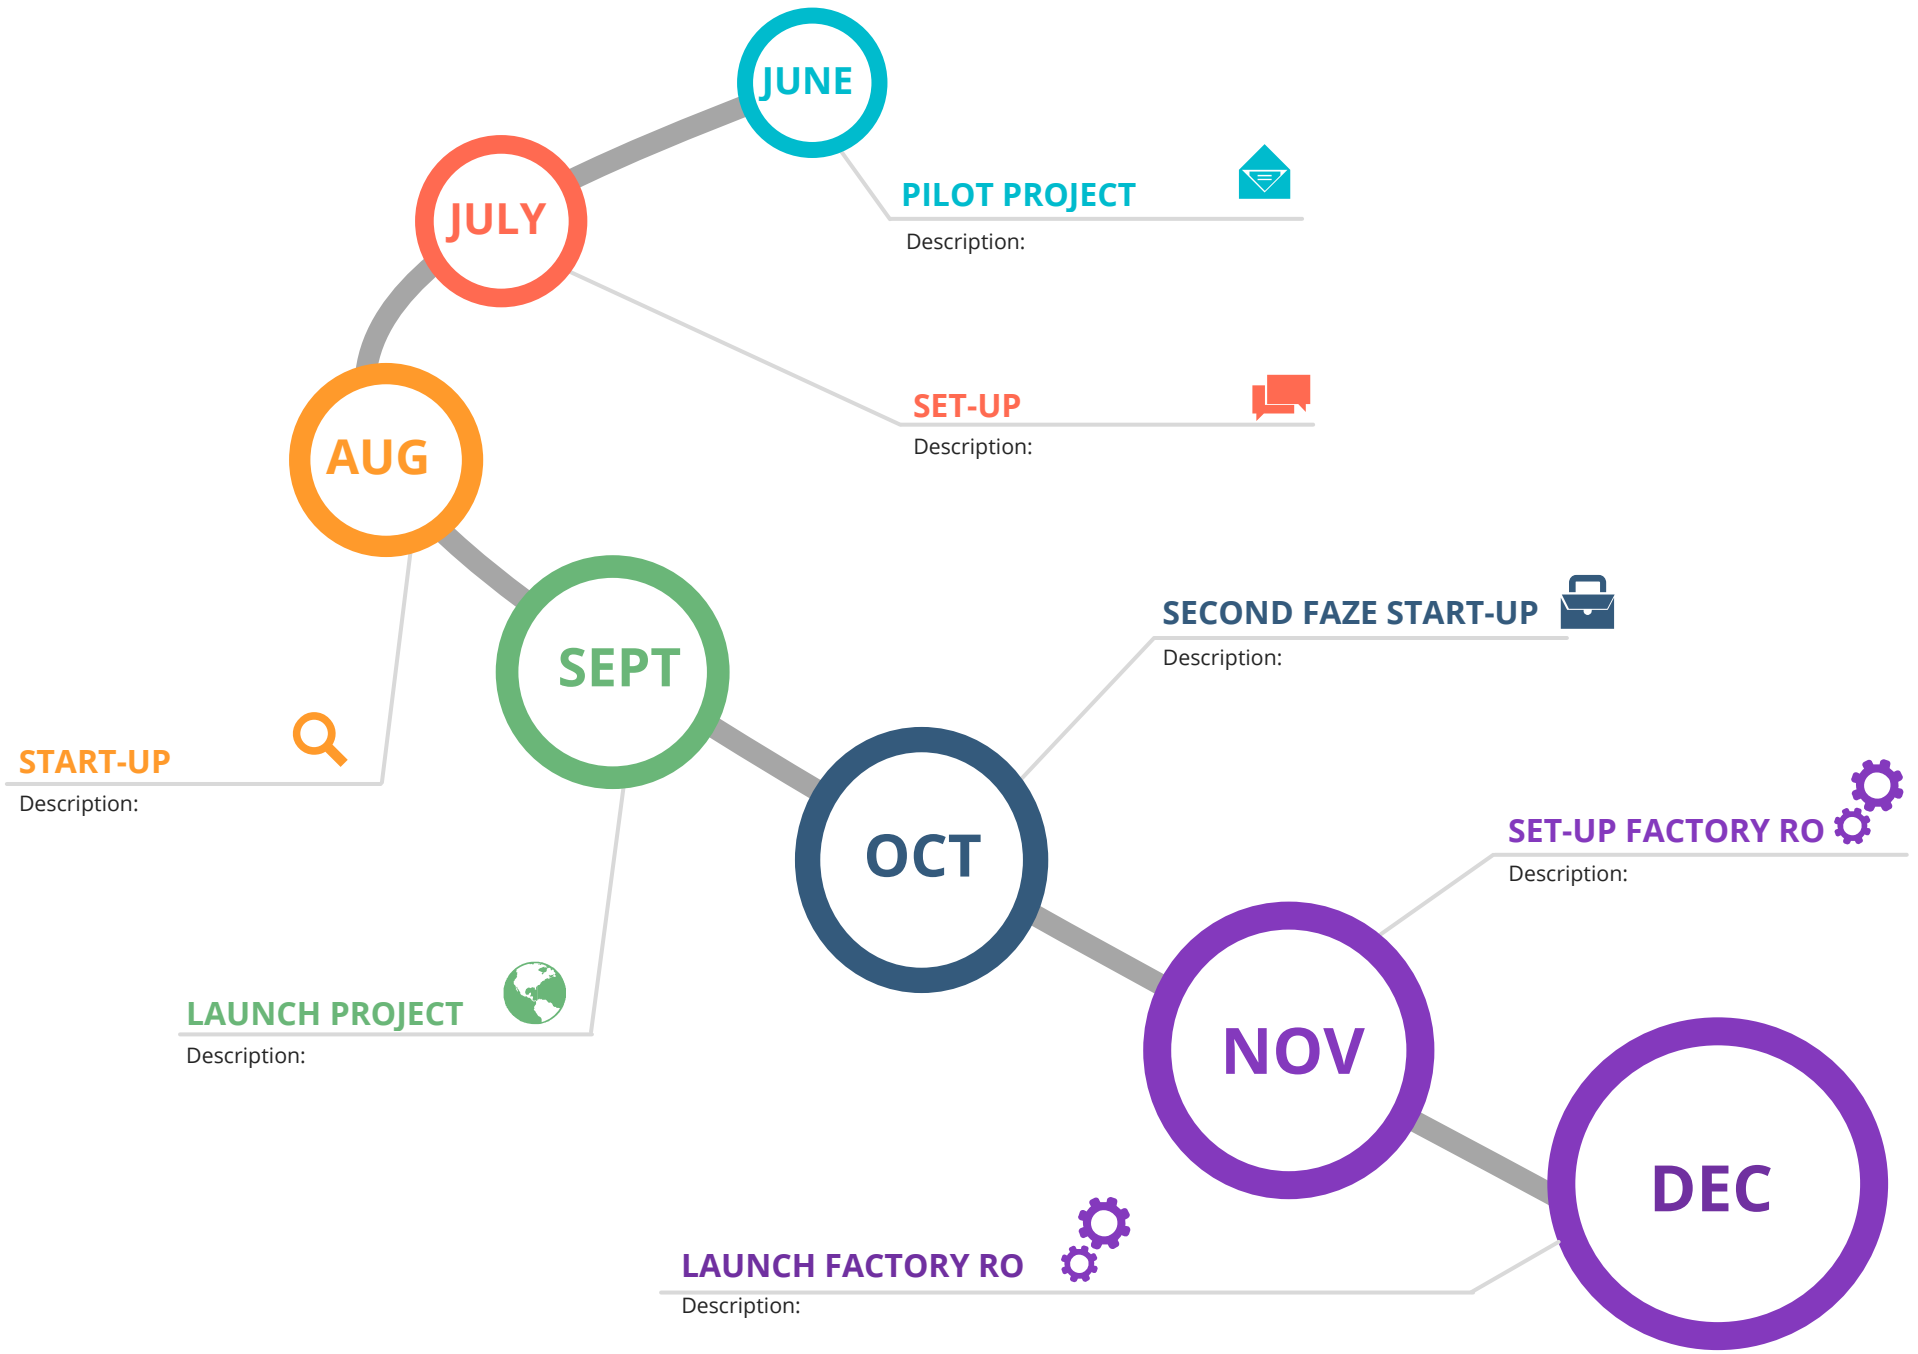 JUNE
PILOT PROJECT
Description:
JULY
SET-UP
Description:
AUG
START-UP
Description:
SEPT
LAUNCH PROJECT
Description:
OCT
SECOND FAZE START-UP
Description:
NOV
SET-UP FACTORY RO
Description:
DEC
LAUNCH FACTORY RO
Description: